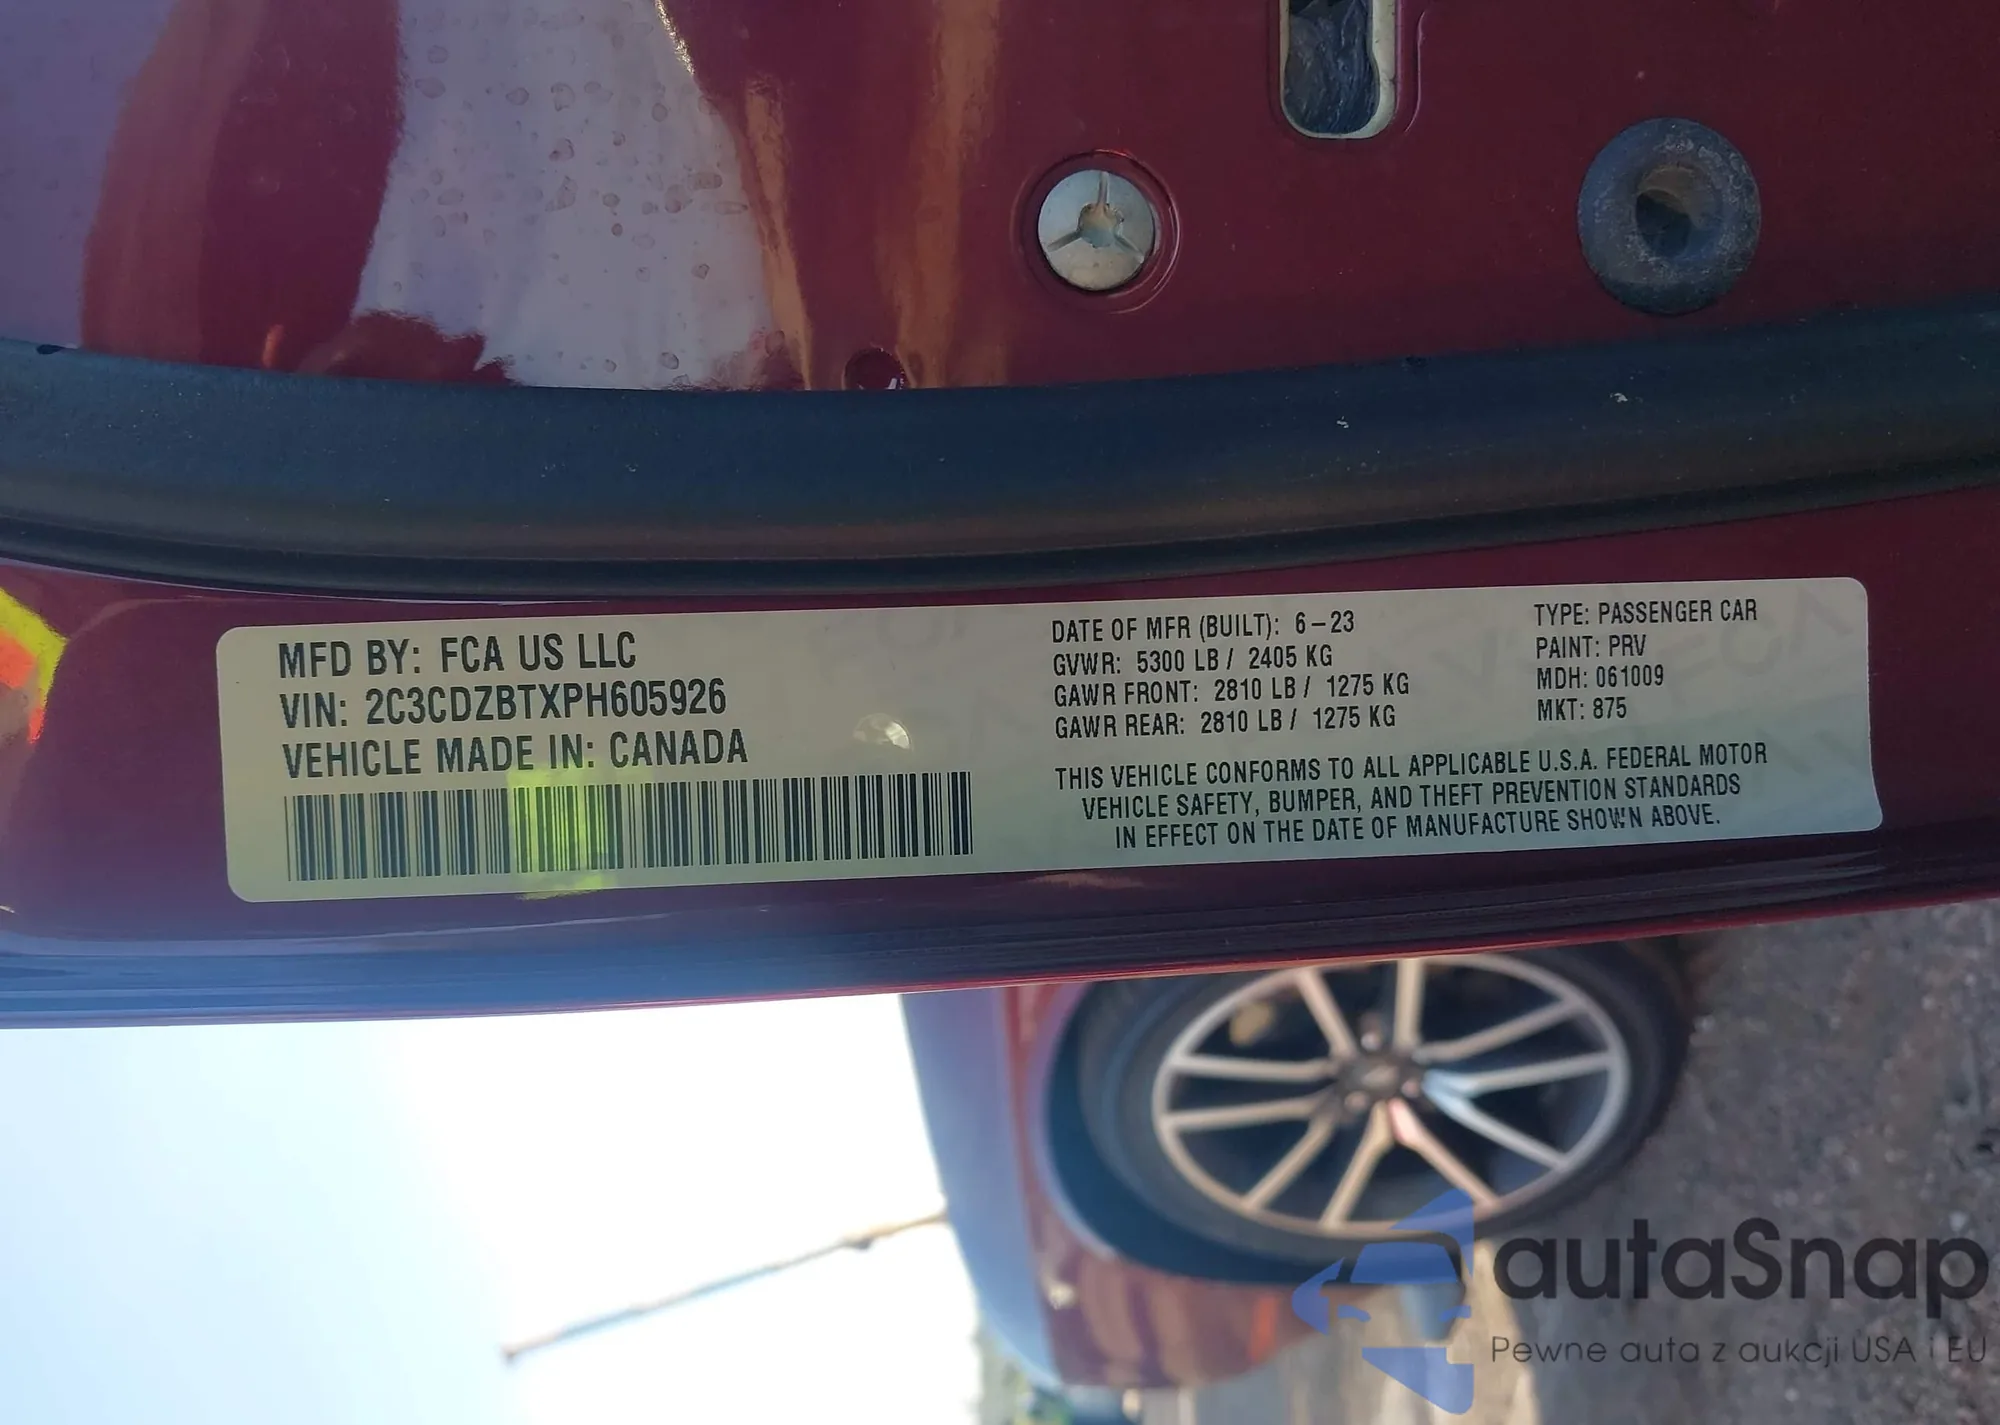 MFD BY: FCA US LLC
VIN: 2C3CDZBTXPH605926
VEHICLE MADE IN: CANADA
DATE OF MFR (BUILT): 6-23
GVWR: 5300 LB / 2405 KG
GAWR FRONT: 2810 LB / 1275 KG
GAWR REAR: 2810 LB / 1275 KG
TYPE: PASSENGER CAR
PAINT: PRV
MDH: 061009
MKT: 875
THIS VEHICLE CONFORMS TO ALL APPLICABLE U.S.A. FEDERAL MOTOR
VEHICLE SAFETY, BUMPER, AND THEFT PREVENTION STANDARDS
IN EFFECT ON THE DATE OF MANUFACTURE SHOWN ABOVE.
autaSnap
Pewne auta z aukcji USA i EU